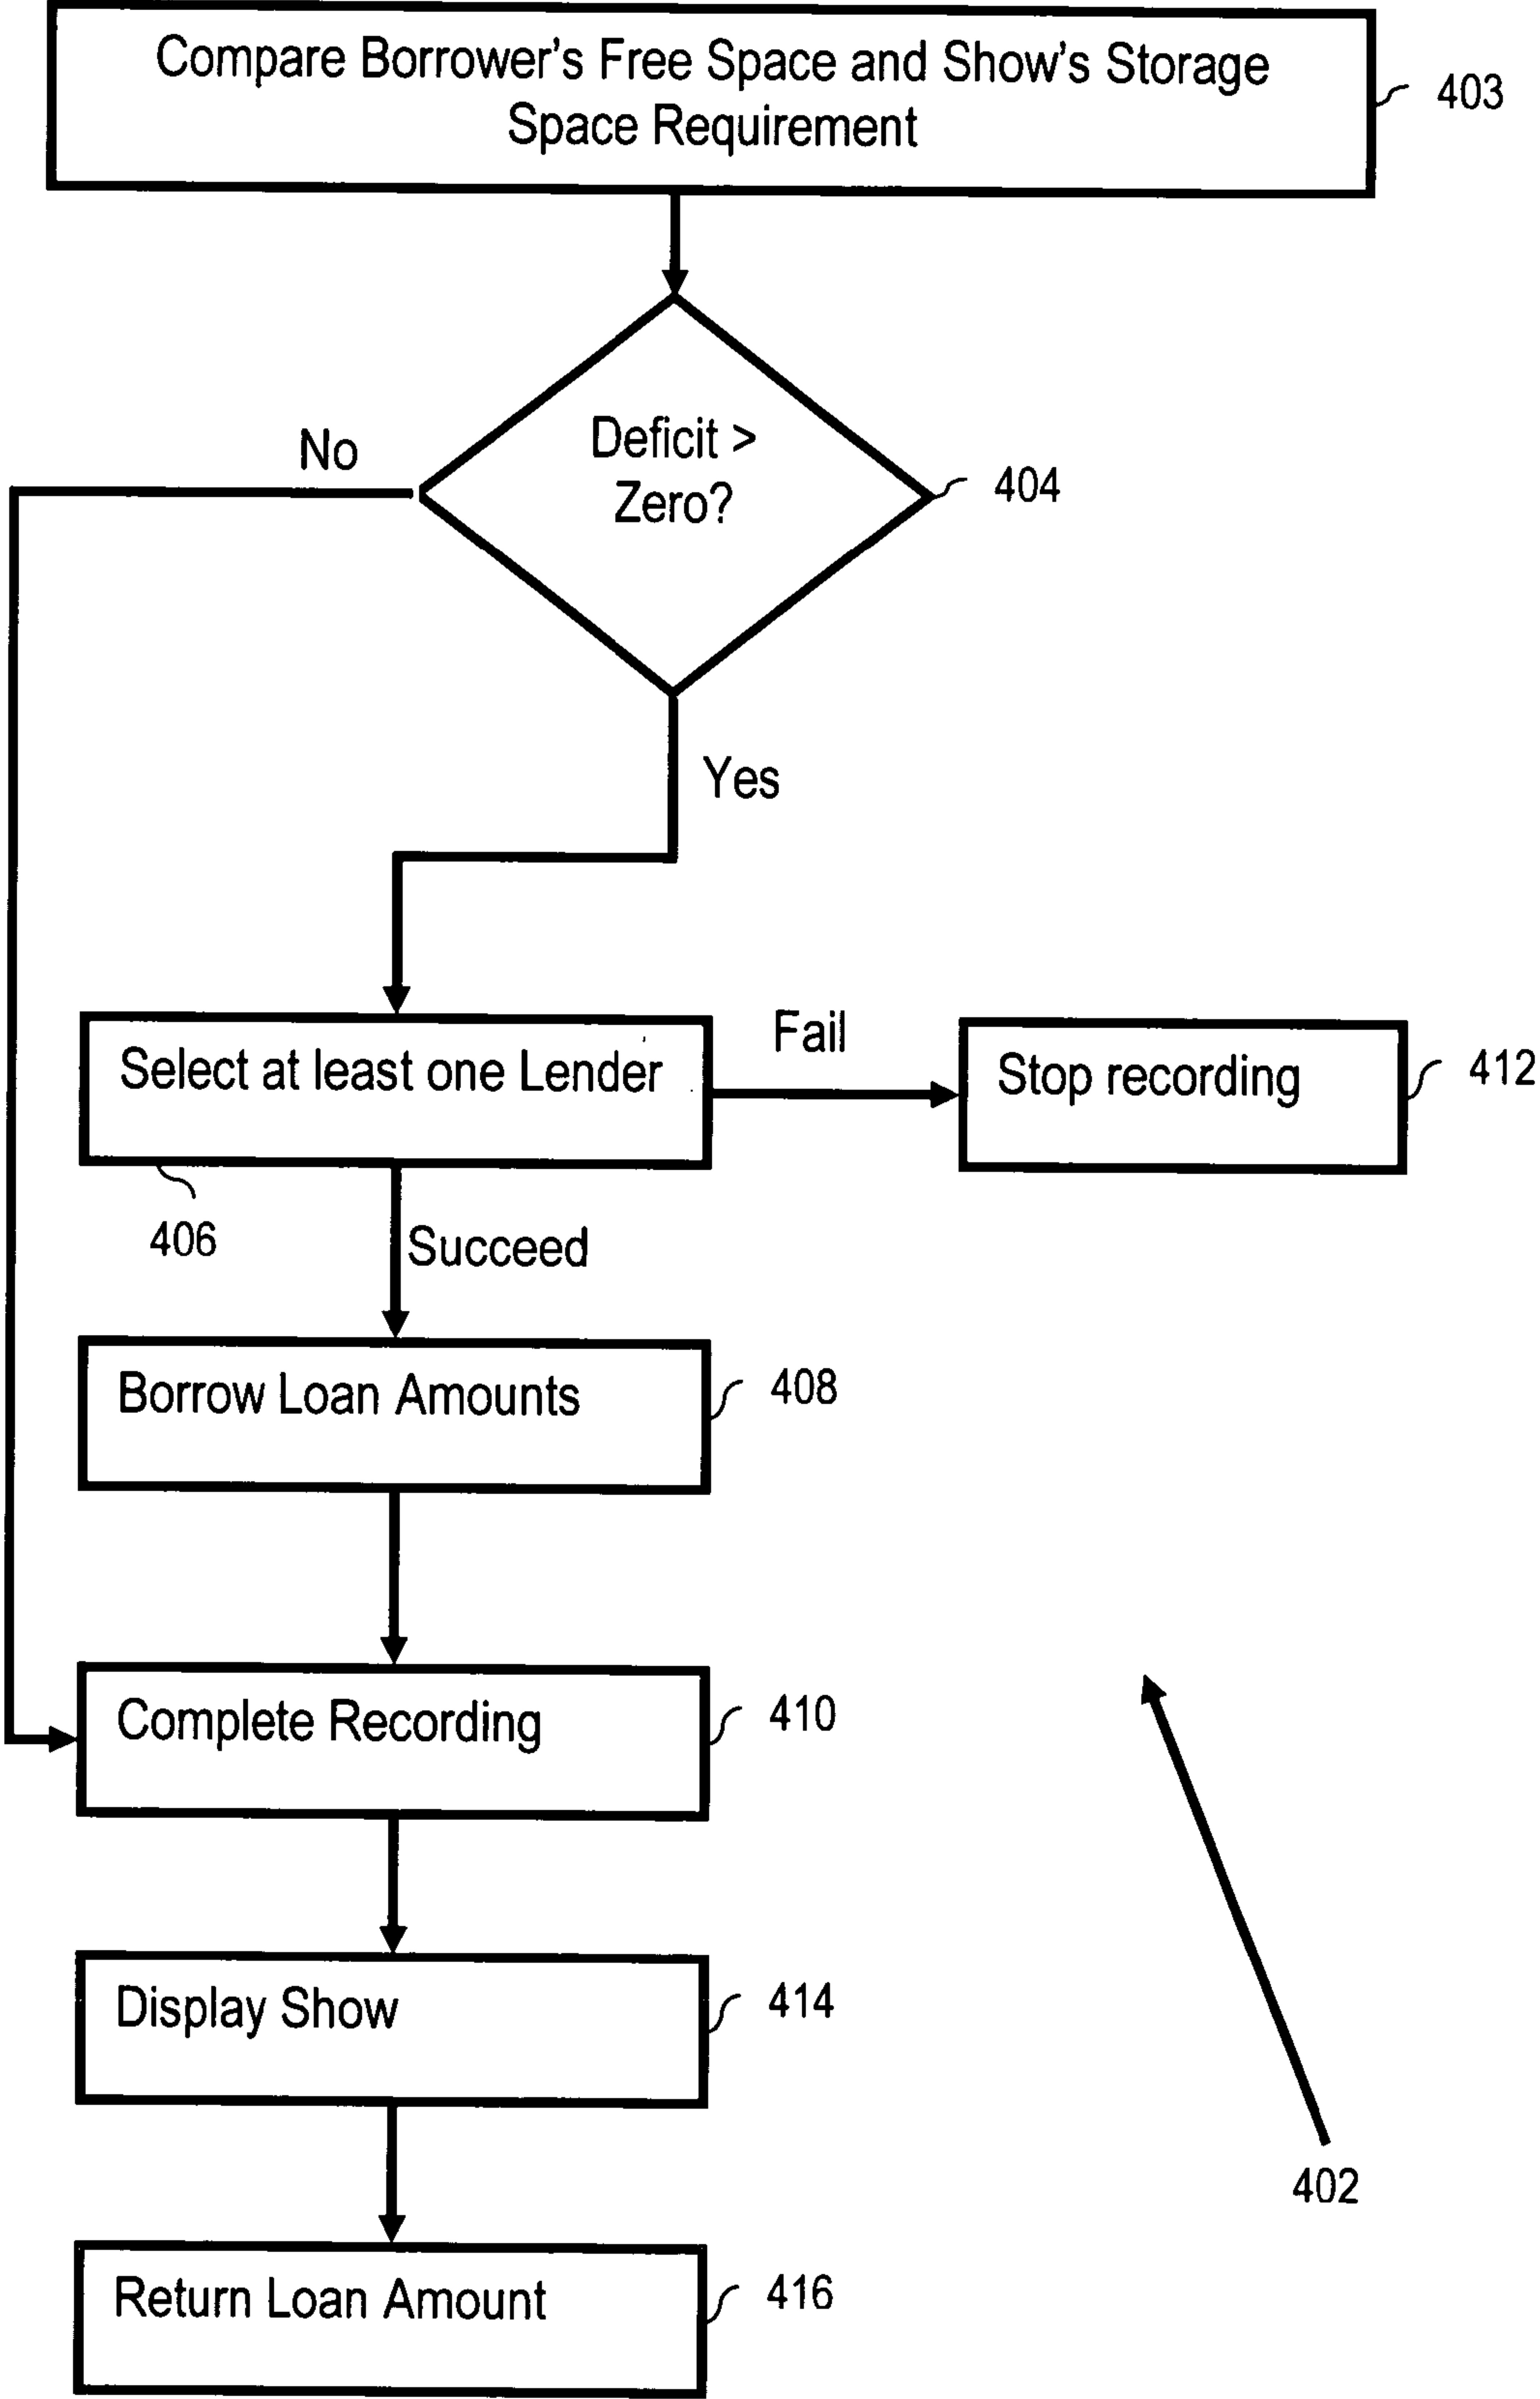 Compare Borrower's Free Space and Show's Storage
Space Requirement
403
Deficit >
Zero?
No
404
Yes
Select at least one Lender
Fail
Stop recording
412
406
Succeed
Borrow Loan Amounts
408
Complete Recording
410
Display Show
414
402
Return Loan Amount
416